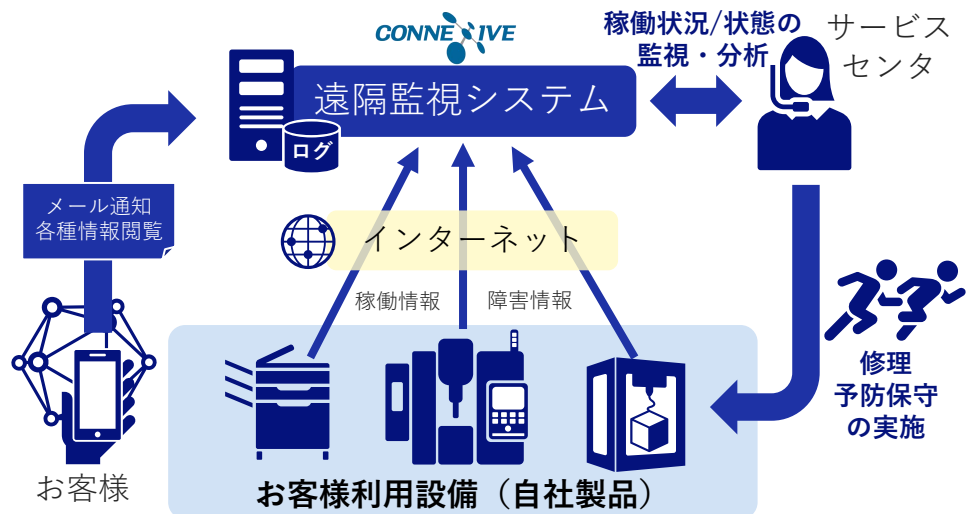 CONNEXIVE
稼働状況/状態の
監視・分析
サービス
センタ
遠隔監視システム
ログ
メール通知
各種情報閲覧
インターネット
稼働情報
障害情報
修理
予防保守
の実施
お客様
お客様利用設備（自社製品）